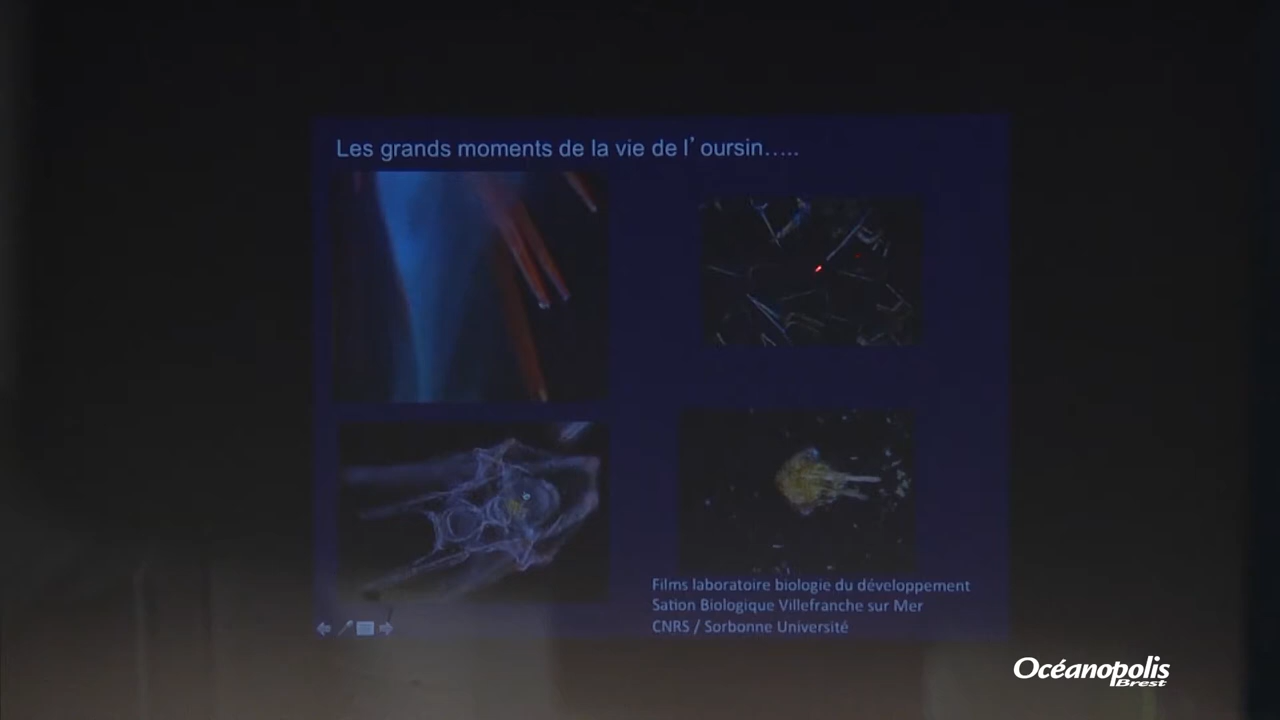 Les grands moments de la vie de l’oursin…..
Films laboratoire biologie du développement
Sation Biologique Villefranche sur Mer
CNRS / Sorbonne Université
Océanopolis
Brest